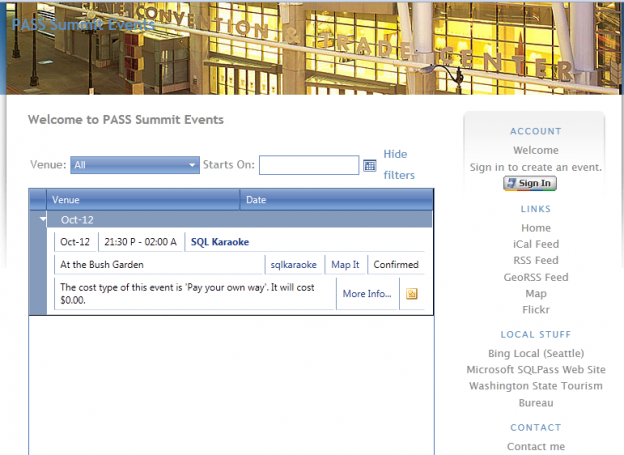 PASS Summit Events
CONVENTION & TRADE CENTER
Welcome to PASS Summit Events
Venue: All Starts On: Hide
filters
Venue Date
Oct-12
Oct-12 21:30 P - 02:00 A SQL Karaoke
At the Bush Garden sqlkaraoke Map It Confirmed
The cost type of this event is 'Pay your own way'. It will cost
$0.00.
More Info...
ACCOUNT
Welcome
Sign in to create an event.
Sign In
LINKS
Home
iCal Feed
RSS Feed
GeoRSS Feed
Map
Flickr
LOCAL STUFF
Bing Local (Seattle)
Microsoft SQLPass Web Site
Washington State Tourism
Bureau
CONTACT
Contact me